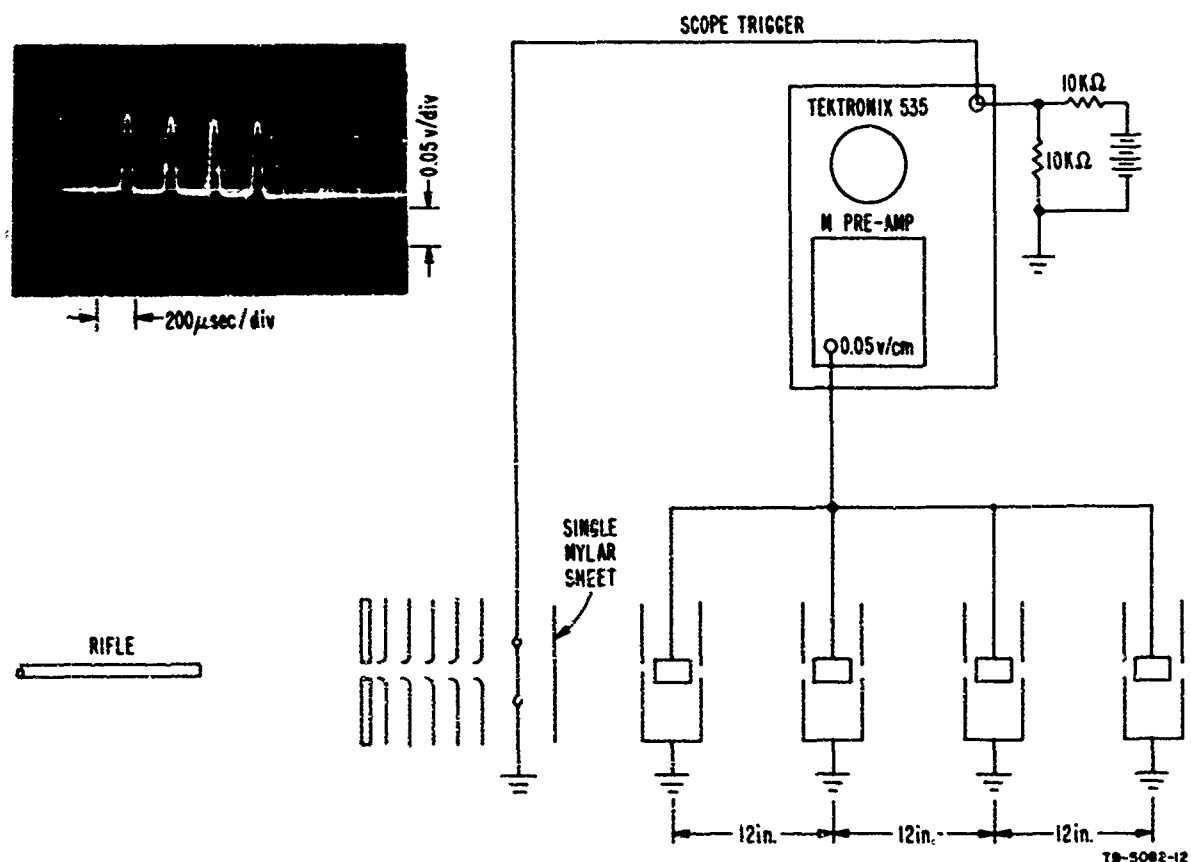 SCOPE TRIGGER
TEKTRONIX 535
10KΩ
10KΩ
M PRE-AMP
0.05 v/cm
0.05 v/div
200μsec/div
SINGLE
MYLAR
SHEET
RIFLE
12in.
12in.
12in.
TB-5082-12